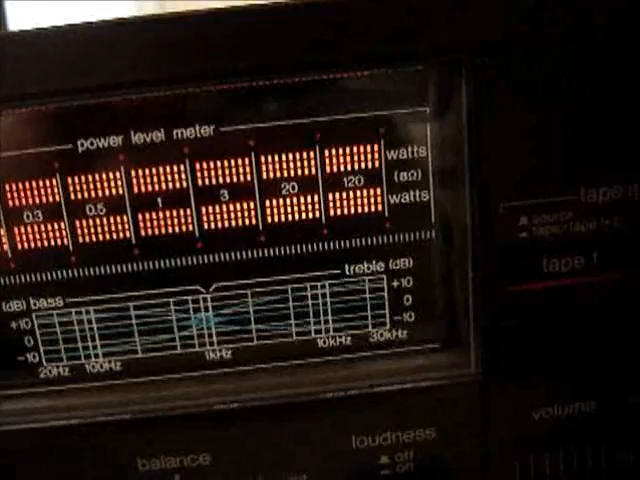 power level meter
watts
0.3 0.5 1 3 20 120 (8Ω)
watts
(dB) bass treble (dB)
+10 +10
0 0
-10 -10
20Hz 100Hz 1kHz 10kHz 30kHz
tape
source
tape 1
volume
loudness
off
on
balance